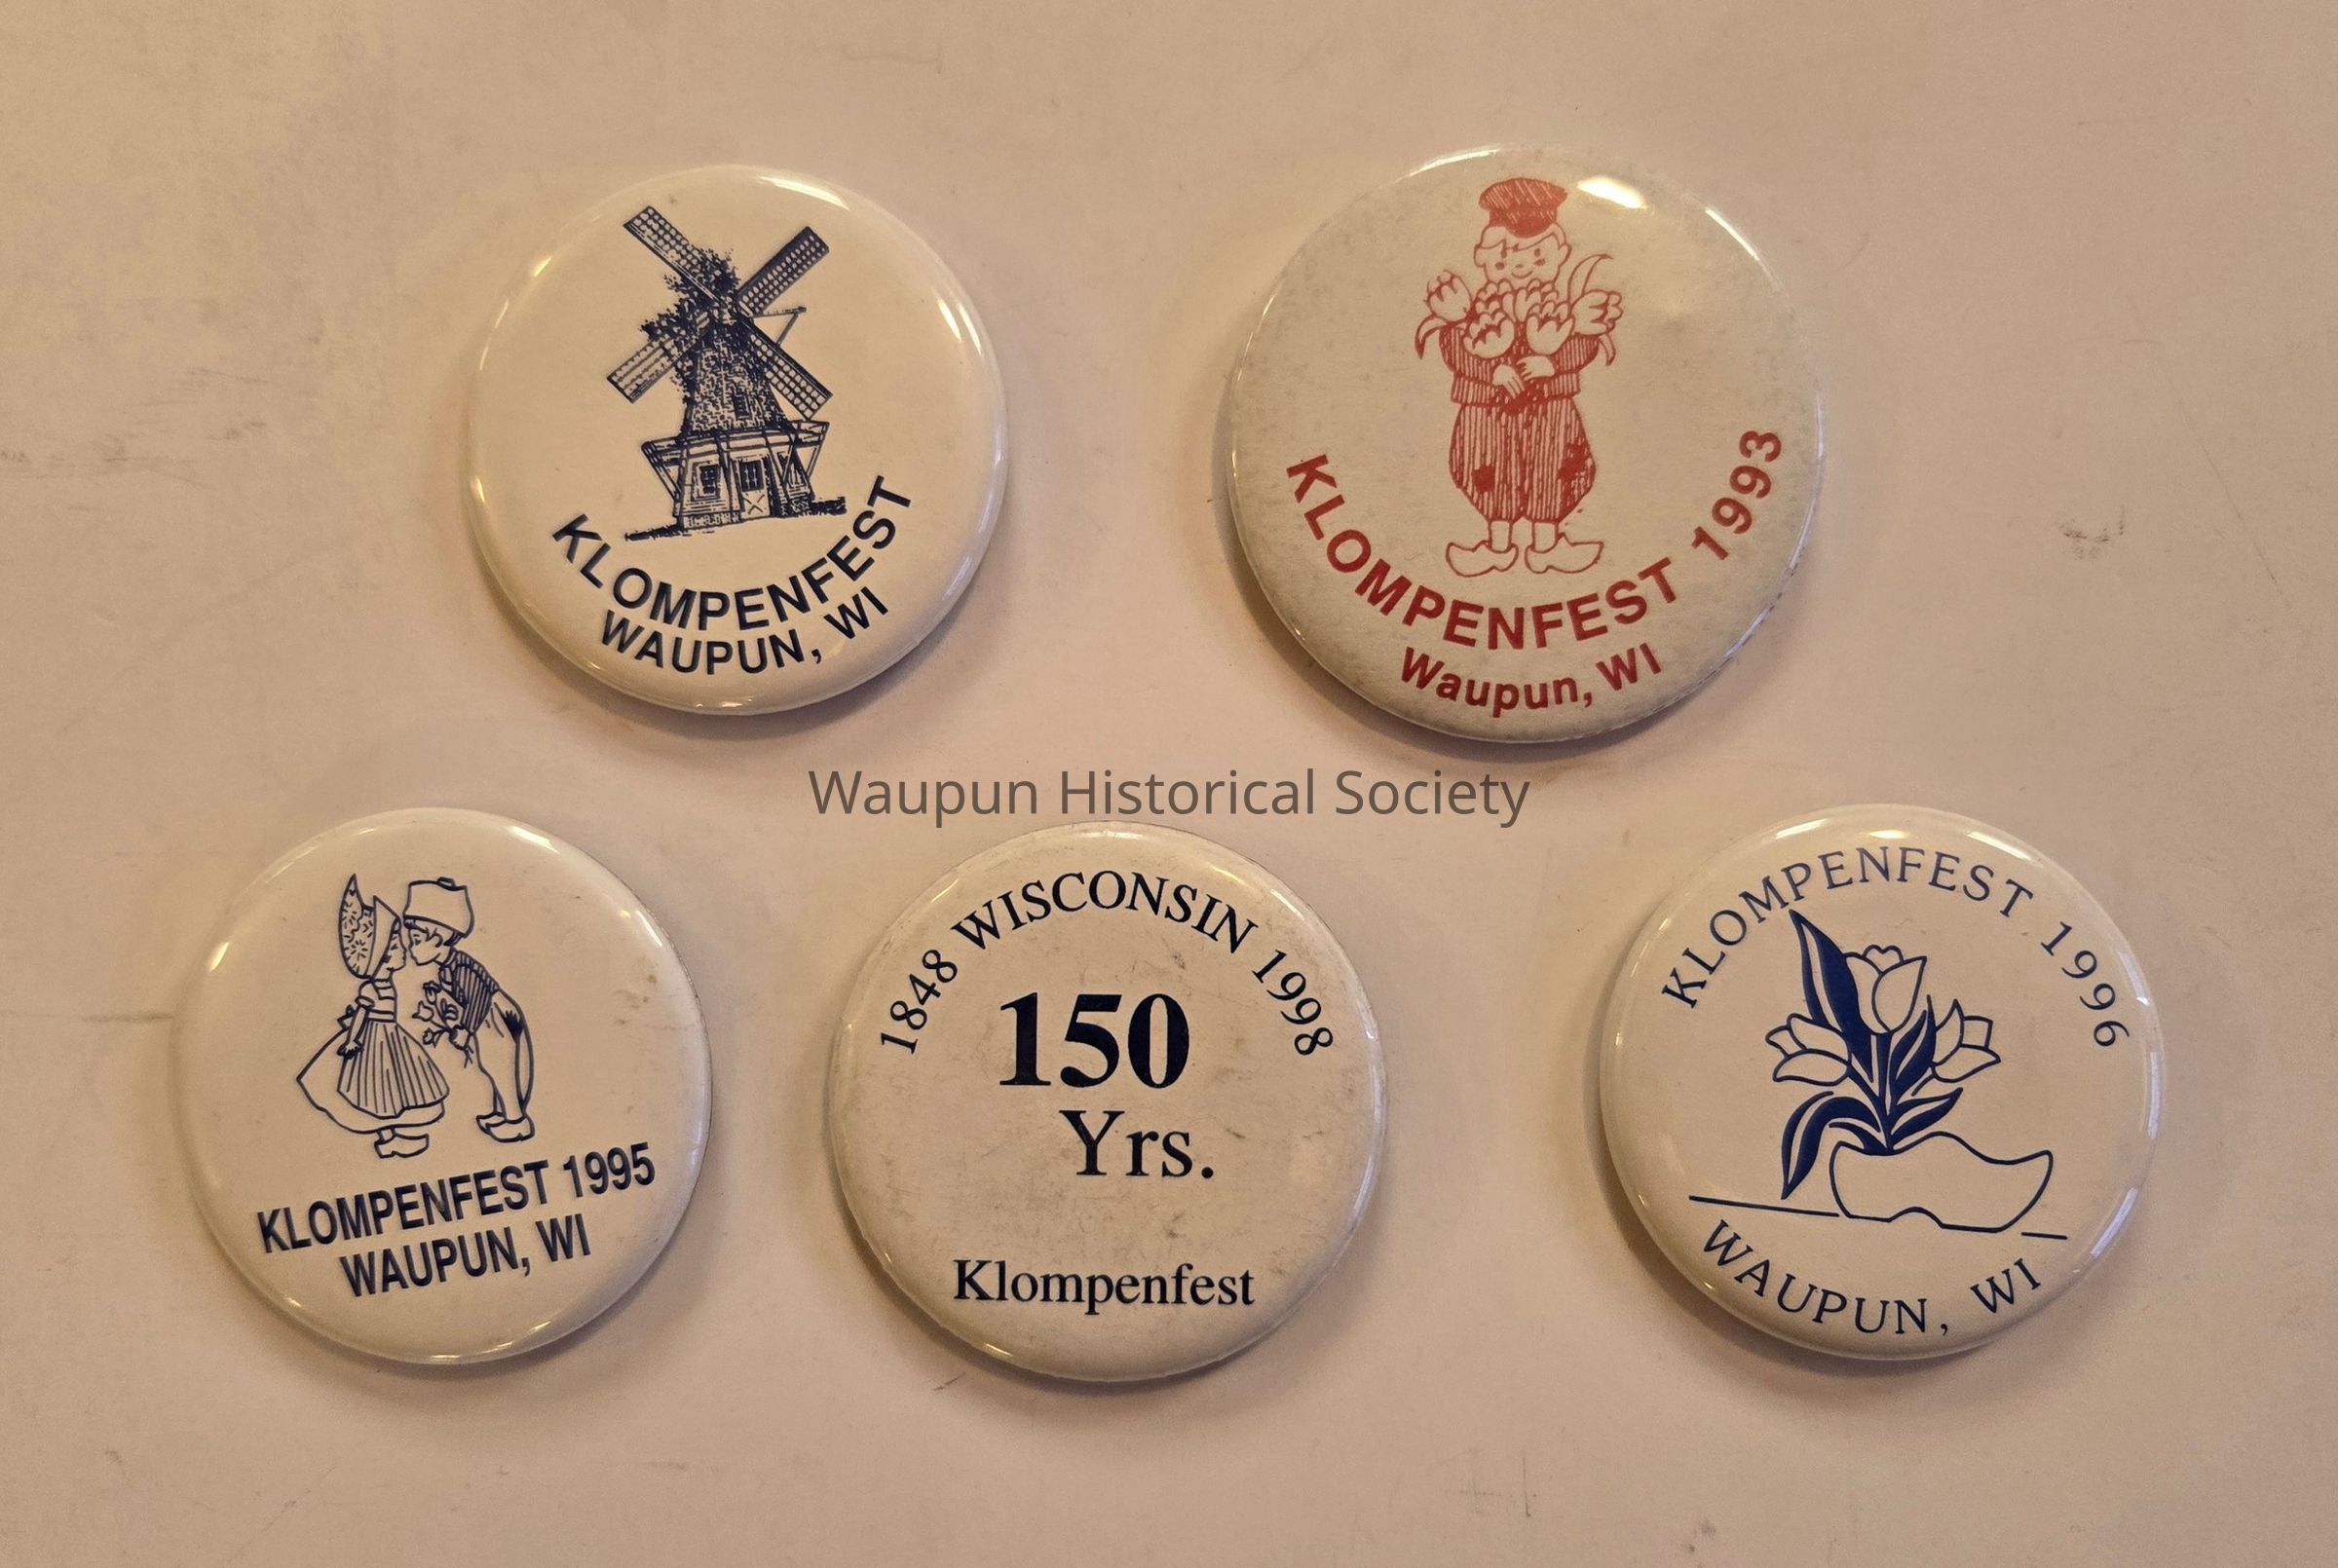 KLOMPENFEST
WAUPUN, WI
KLOMPENFEST 1993
Waupun, WI
Waupun Historical Society
KLOMPENFEST 1995
WAUPUN, WI
1848 WISCONSIN 1998
150
Yrs.
Klompenfest
KLOMPENFEST 1996
WAUPUN, WI